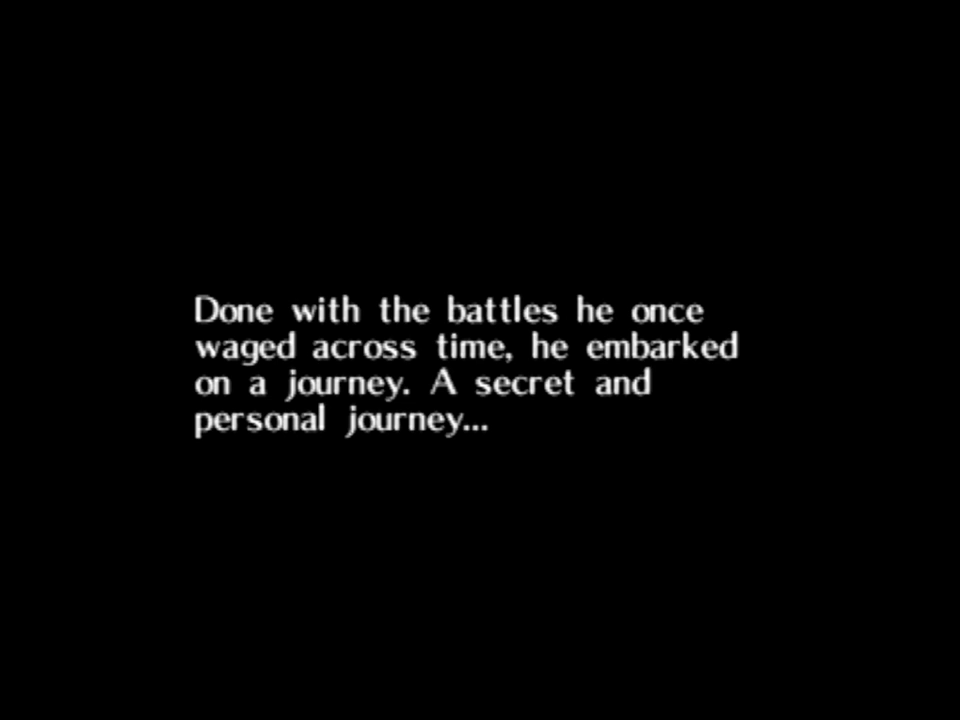 Done with the battles he once
waged across time, he embarked
on a journey. A secret and
personal journey...